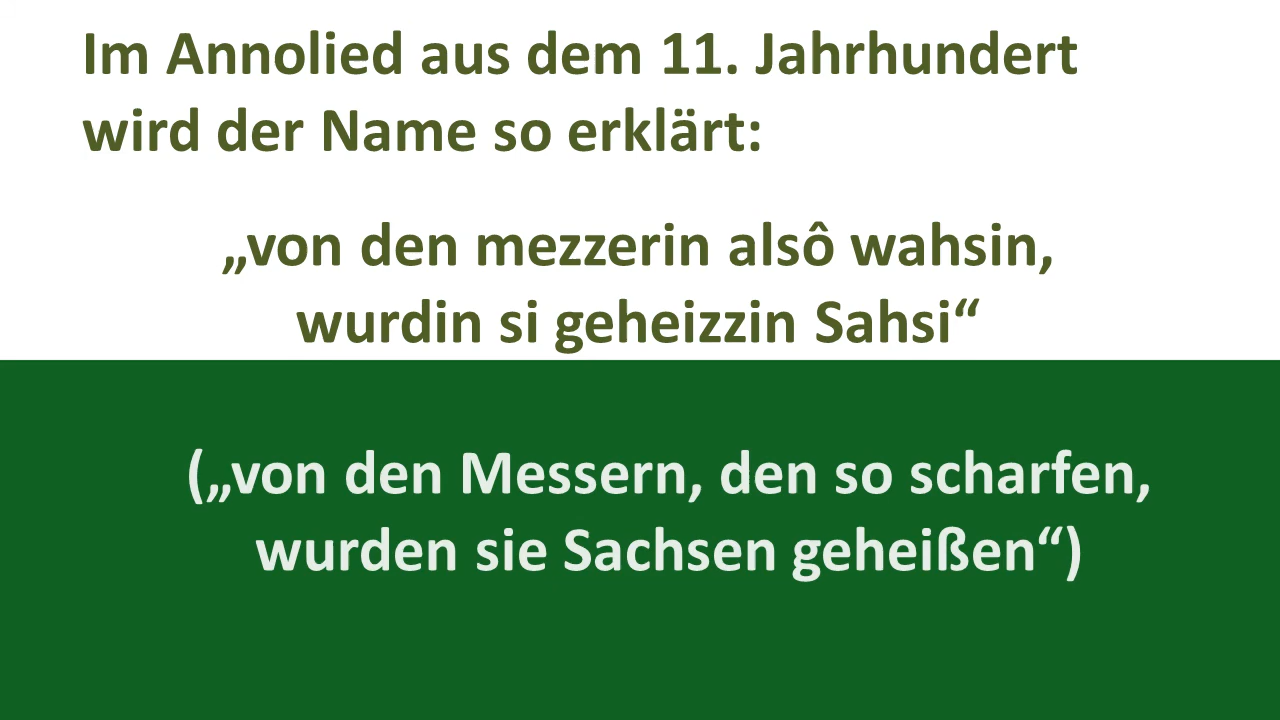 Im Annolied aus dem 11. Jahrhundert
wird der Name so erklärt:
„von den mezzerin alsô wahsin,
wurdin si geheizzin Sahsi“
(„von den Messern, den so scharfen,
wurden sie Sachsen geheißen“)